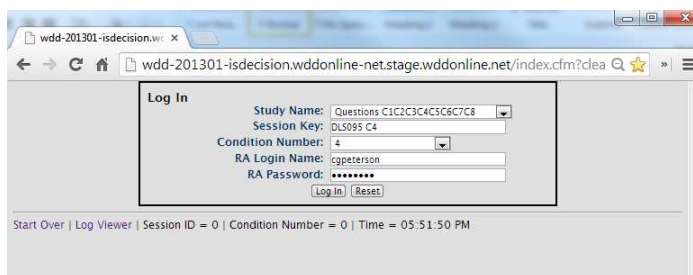 wdd-201301-isdecision.wc ×
wdd-201301-isdecision.wddonline-net.stage.wddonline.net/index.cfm?clea »
Log In
Study Name: Questions C1C2C3C4C5C6C7C8
Session Key: DLS095 C4
Condition Number: 4
RA Login Name: cgpeterson
RA Password: ••••••••
Log In Reset
Start Over | Log Viewer | Session ID = 0 | Condition Number = 0 | Time = 05:51:50 PM